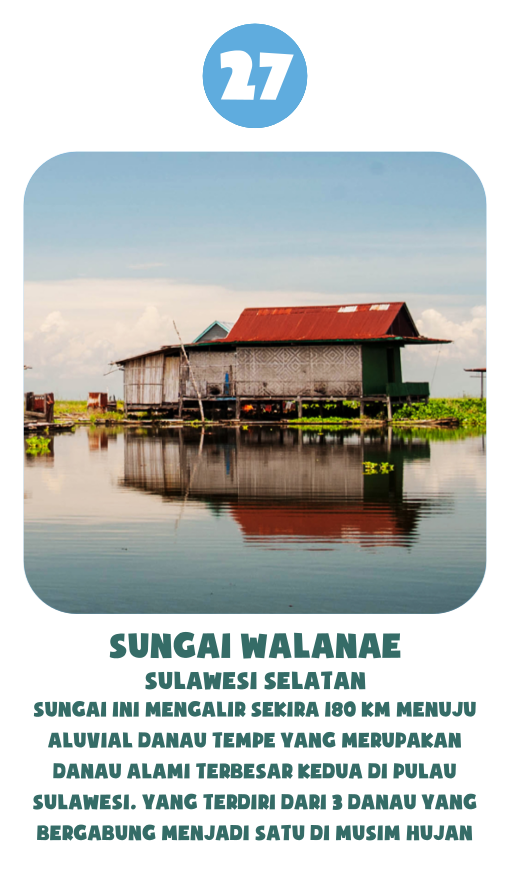 27
SUNGAI WALANAE
SULAWESI SELATAN
SUNGAI INI MENGALIR SEKIRA 180 KM MENUJU
ALUVIAL DANAU TEMPE YANG MERUPAKAN
DANAU ALAMI TERBESAR KEDUA DI PULAU
SULAWESI. YANG TERDIRI DARI 3 DANAU YANG
BERGABUNG MENJADI SATU DI MUSIM HUJAN